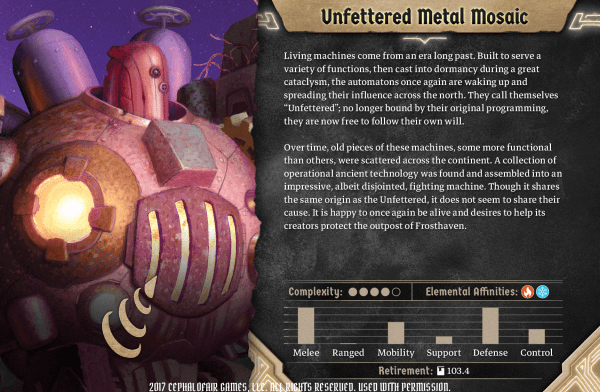 Unfettered Metal Mosaic
Living machines come from an era long past. Built to serve a
variety of functions, then cast into dormancy during a great
cataclysm, the automatons once again are waking up and
spreading their influence across the north. They call themselves
“Unfettered”; no longer bound by their original programming,
they are now free to follow their own will.
Over time, old pieces of these machines, some more functional
than others, were scattered across the continent. A collection of
operational ancient technology was found and assembled into an
impressive, albeit disjointed, fighting machine. Though it shares
the same origin as the Unfettered, it does not seem to share their
cause. It is happy to once again be alive and desires to help its
creators protect the outpost of Frosthaven.
Complexity: Elemental Affinities:
Melee Ranged Mobility Support Defense Control
Retirement: 103.4
2017 CEPHALOFAIR GAMES, LLC. ALL RIGHTS RESERVED. USED WITH PERMISSION.